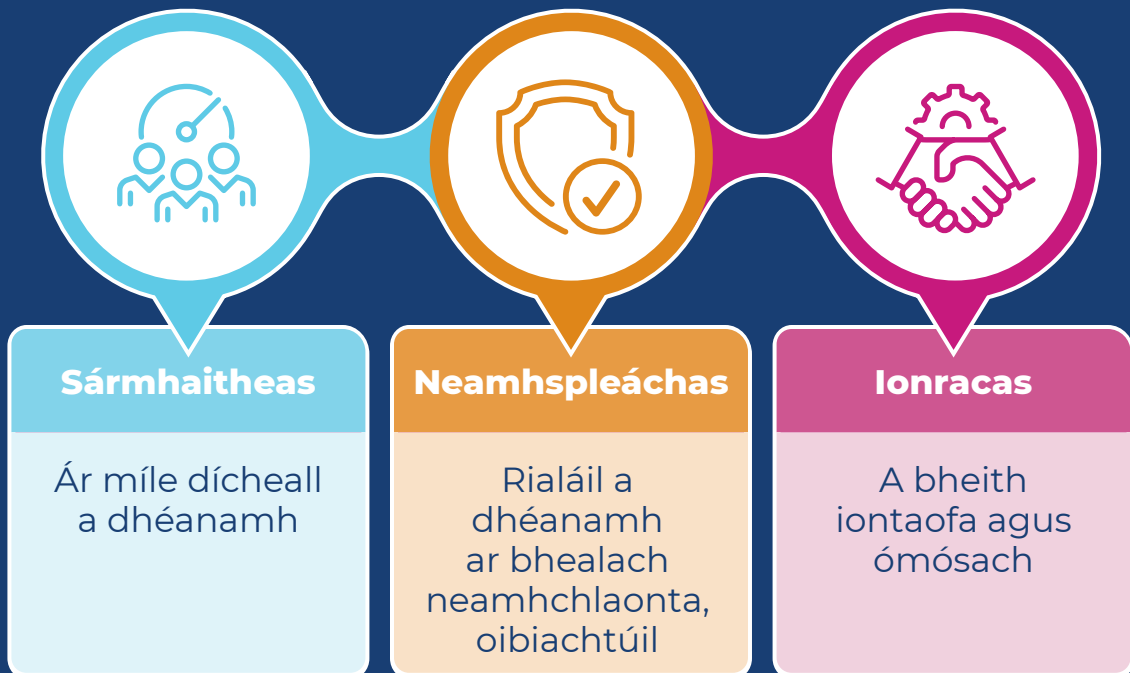 Sármhaitheas
Ár míle dícheall
a dhéanamh
Neamhspleáchas
Rialáil a
dhéanamh
ar bhealach
neamhchlaonta,
oibiachtúil
Ionracas
A bheith
iontaofa agus
ómósach